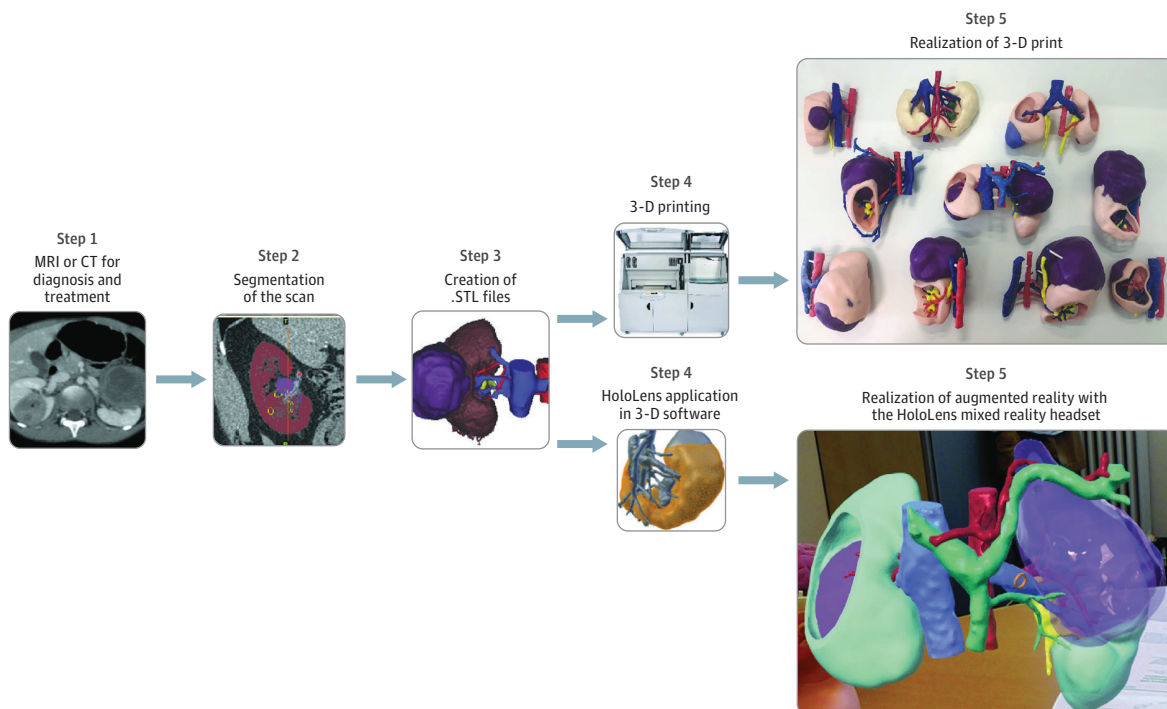 Step 1
MRI or CT for
diagnosis and
treatment
Step 2
Segmentation
of the scan
Step 3
Creation of
.STL files
Step 4
3-D printing
Step 5
Realization of 3-D print
Step 4
HoloLens application
in 3-D software
Step 5
Realization of augmented reality with
the HoloLens mixed reality headset